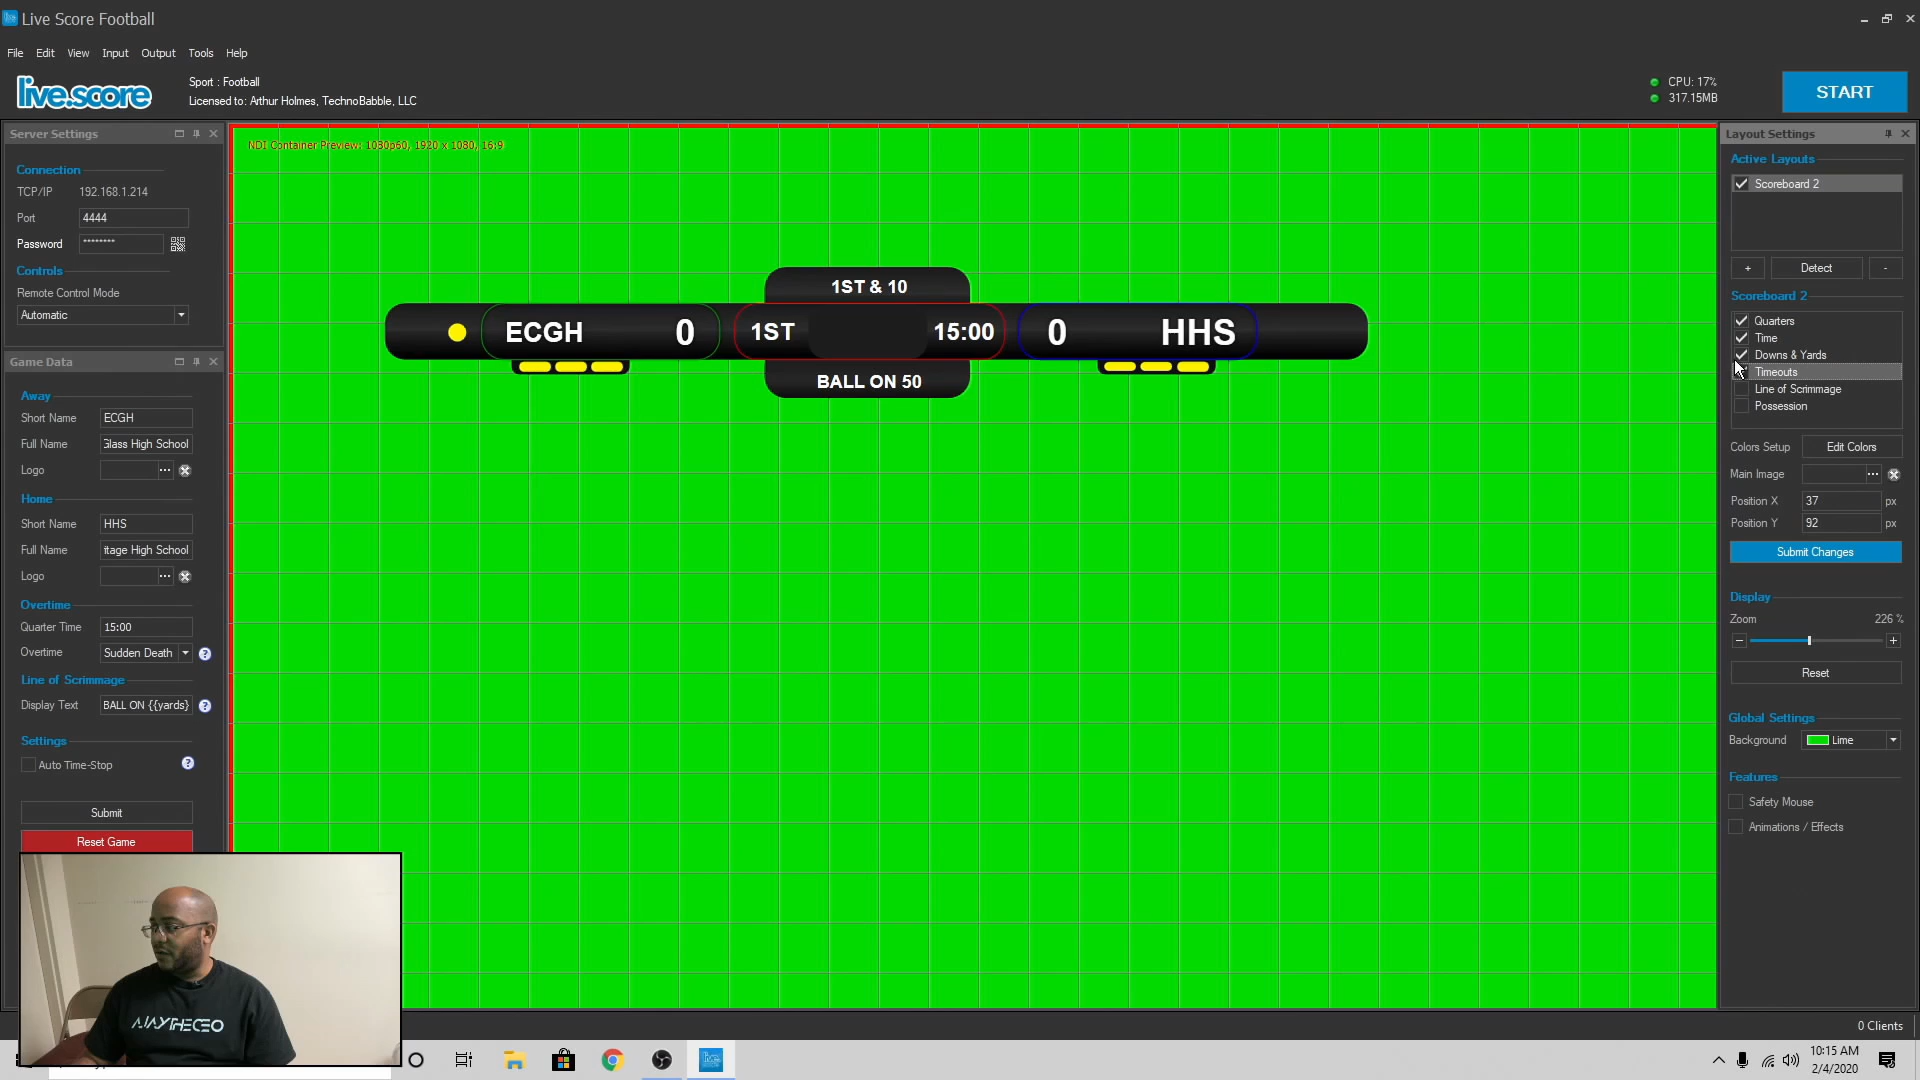 Live Score Football
File Edit View Input Output Tools Help
live.score
Sport : Football
Licensed to: Arthur Holmes, TechnoBabble, LLC
CPU: 17%
317.15MB
START
Server Settings
Connection
TCP/IP 192.168.1.214
Port 4444
Password ********
Controls
Remote Control Mode
Automatic
Game Data
Away
Short Name ECGH
Full Name Glass High School
Logo ...
Home
Short Name HHS
Full Name itage High School
Logo ...
Overtime
Quarter Time 15:00
Overtime Sudden Death ?
Line of Scrimmage
Display Text BALL ON {{yards} ?
Settings
Auto Time-Stop ?
Submit
Reset Game
NDI Container Preview: 1080p60, 1920 x 1080, 16:9
1ST & 10
ECGH 0 1ST 15:00 0 HHS
BALL ON 50
Layout Settings
Active Layouts
Scoreboard 2
+ Detect -
Scoreboard 2
Quarters
Time
Downs & Yards
Timeouts
Line of Scrimmage
Possession
Colors Setup Edit Colors
Main Image ...
Position X 37 px
Position Y 92 px
Submit Changes
Display
Zoom 226 %
Reset
Global Settings
Background Lime
Features
Safety Mouse
Animations / Effects
AJAYTHECEO
0 Clients
live
10:15 AM
2/4/2020